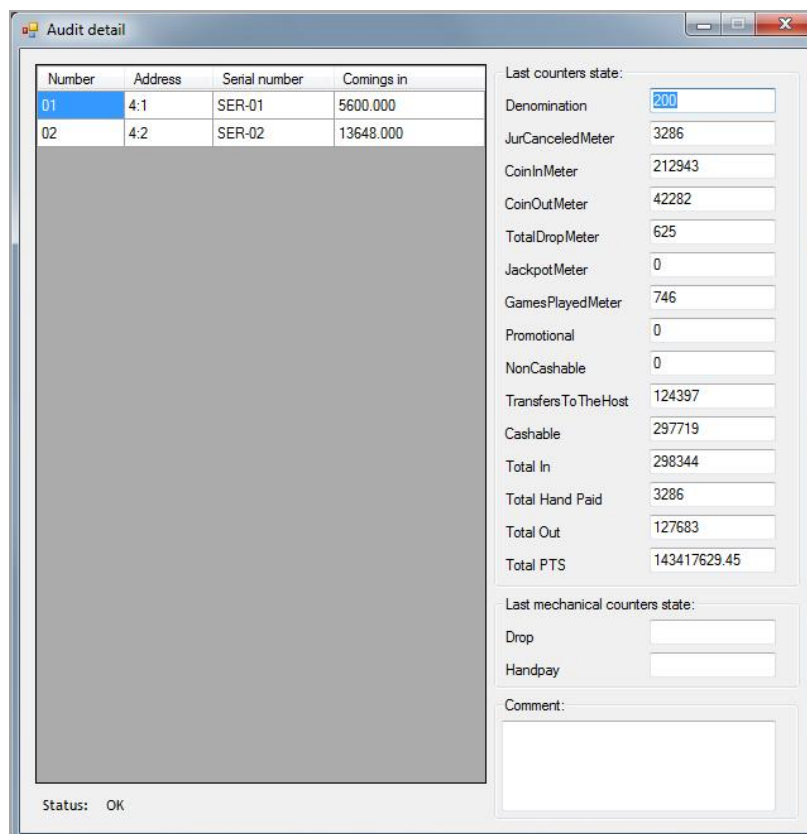 Audit detail
Number Address Serial number Comings in
01 4:1 SER-01 5600.000
02 4:2 SER-02 13648.000
Status: OK
Last counters state:
Denomination 200
JurCanceledMeter 3286
CoinInMeter 212943
CoinOutMeter 42282
TotalDropMeter 625
JackpotMeter 0
GamesPlayedMeter 746
Promotional 0
NonCashable 0
TransfersToTheHost 124397
Cashable 297719
Total In 298344
Total Hand Paid 3286
Total Out 127683
Total PTS 143417629.45
Last mechanical counters state:
Drop
Handpay
Comment: